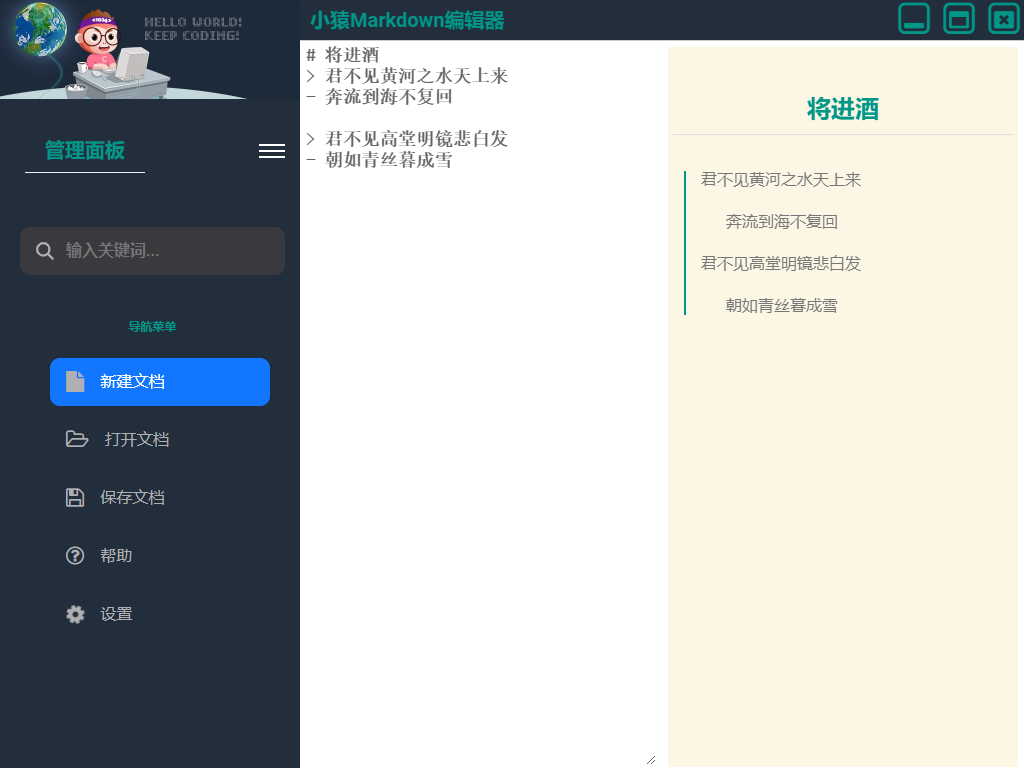 HELLO WORLD!
KEEP CODING!
小猿Markdown编辑器
管理面板
输入关键词...
导航菜单
新建文档
打开文档
保存文档
帮助
设置
# 将进酒
> 君不见黄河之水天上来
- 奔流到海不复回
> 君不见高堂明镜悲白发
- 朝如青丝暮成雪
将进酒
君不见黄河之水天上来
奔流到海不复回
君不见高堂明镜悲白发
朝如青丝暮成雪